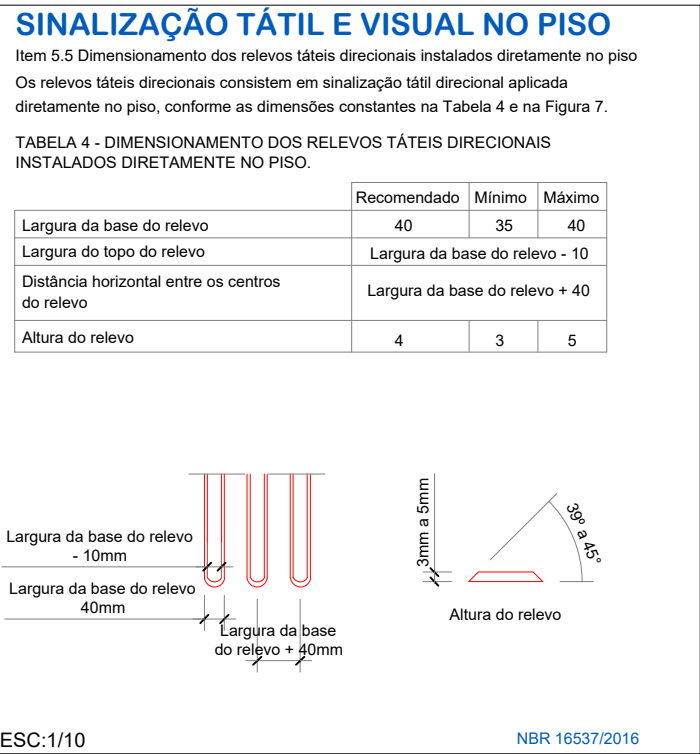 SINALIZAÇÃO TÁTIL E VISUAL NO PISO
Item 5.5 Dimensionamento dos relevos táteis direcionais instalados diretamente no piso
Os relevos táteis direcionais consistem em sinalização tátil direcional aplicada
diretamente no piso, conforme as dimensões constantes na Tabela 4 e na Figura 7.
TABELA 4 - DIMENSIONAMENTO DOS RELEVOS TÁTEIS DIRECIONAIS
INSTALADOS DIRETAMENTE NO PISO.
Recomendado Mínimo Máximo
Largura da base do relevo 40 35 40
Largura do topo do relevo Largura da base do relevo - 10
Distância horizontal entre os centros
do relevo
Largura da base do relevo + 40
Altura do relevo 4 3 5
Largura da base do relevo
- 10mm
Largura da base do relevo
40mm
Largura da base
do relevo + 40mm
3mm a 5mm
39º a 45°
Altura do relevo
ESC:1/10
NBR 16537/2016